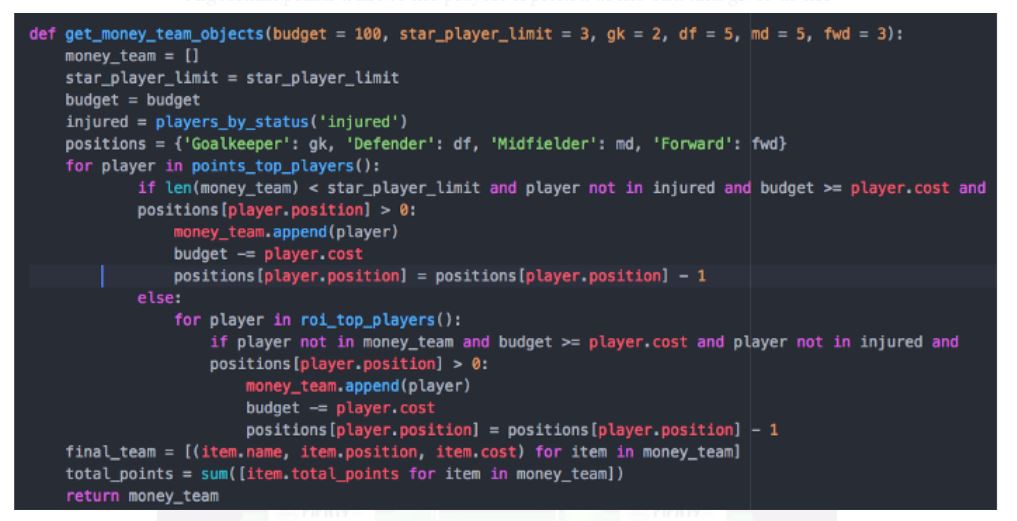 def get_money_team_objects(budget = 100, star_player_limit = 3, gk = 2, df = 5, md = 5, fwd = 3):
    money_team = []
    star_player_limit = star_player_limit
    budget = budget
    injured = players_by_status('injured')
    positions = {'Goalkeeper': gk, 'Defender': df, 'Midfielder': md, 'Forward': fwd}
    for player in points_top_players():
            if len(money_team) < star_player_limit and player not in injured and budget >= player.cost and
            positions[player.position] > 0:
                money_team.append(player)
                budget -= player.cost
                positions[player.position] = positions[player.position] - 1
            else:
                for player in roi_top_players():
                    if player not in money_team and budget >= player.cost and player not in injured and
                    positions[player.position] > 0:
                        money_team.append(player)
                        budget -= player.cost
                        positions[player.position] = positions[player.position] - 1
    final_team = [(item.name, item.position, item.cost) for item in money_team]
    total_points = sum([item.total_points for item in money_team])
    return money_team